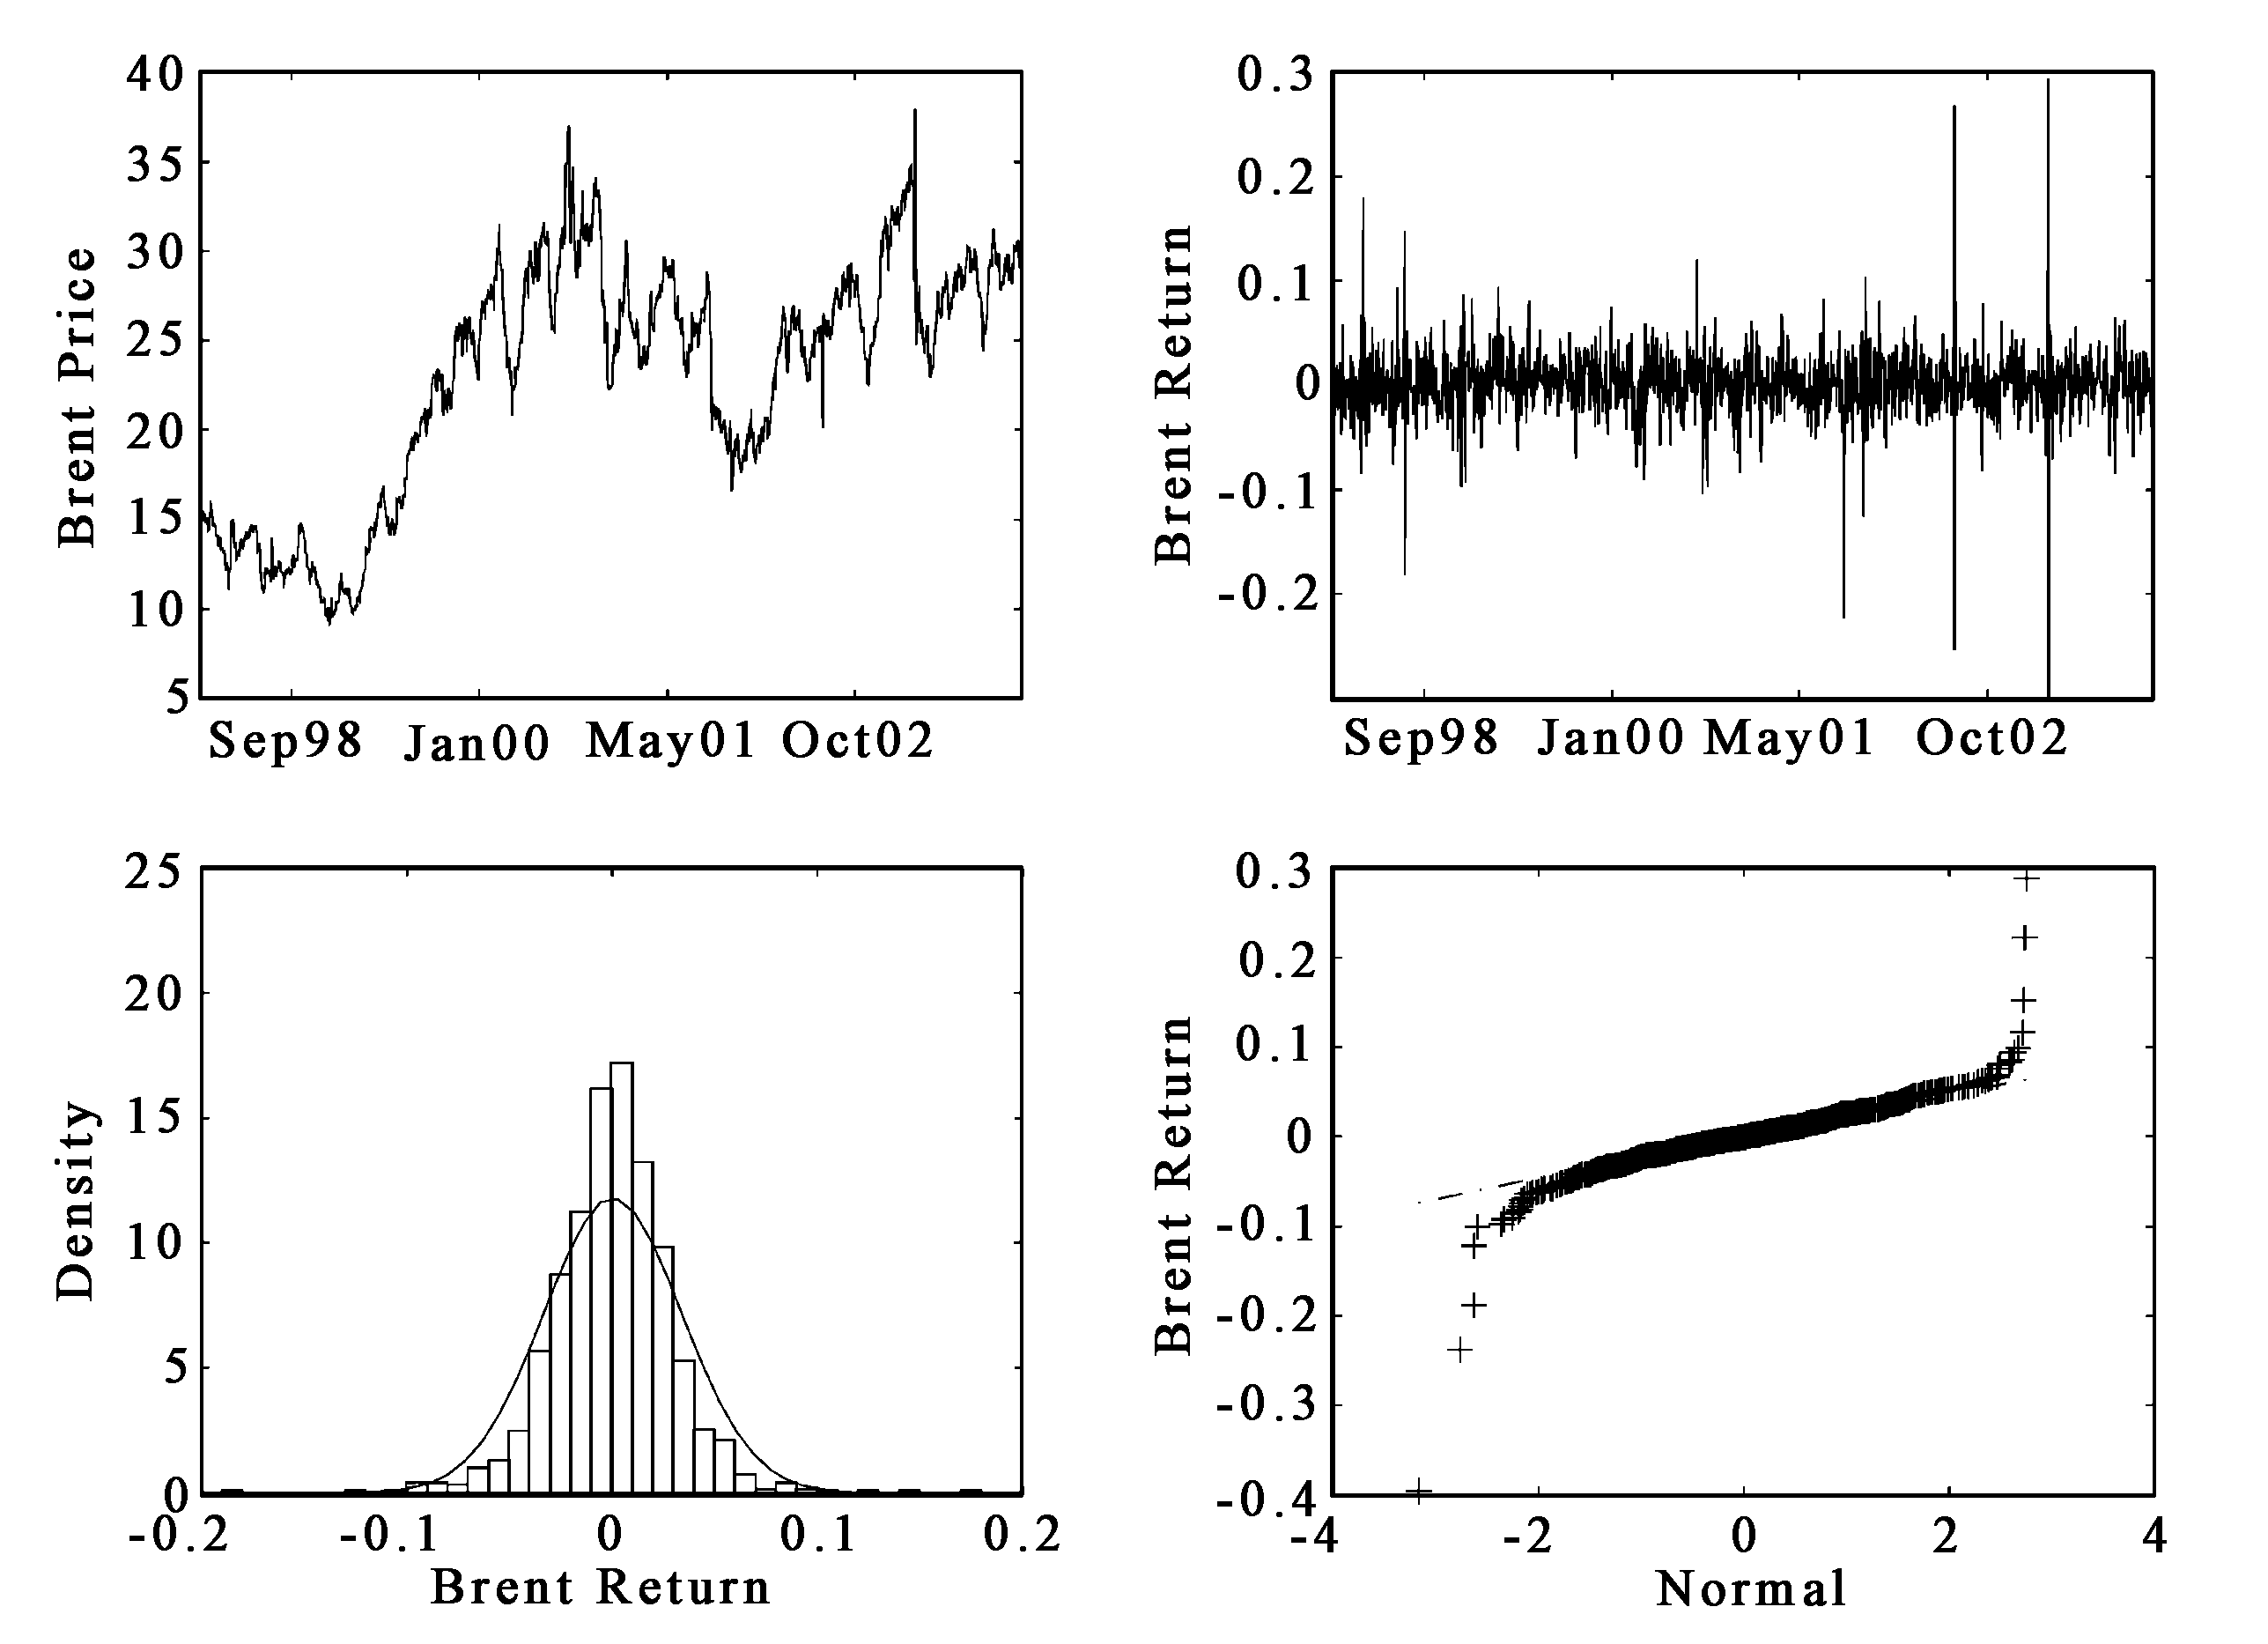 40
35
30
25
20
15
10
5
Brent Price
Sep98 Jan00 May01 Oct02
0.3
0.2
0.1
0
-0.1
-0.2
Brent Return
Sep98 Jan00 May01 Oct02
25
20
15
10
5
0
Density
-0.2 -0.1 0 0.1 0.2
Brent Return
0.3
0.2
0.1
0
-0.1
-0.2
-0.3
-0.4
Brent Return
-4 -2 0 2 4
Normal